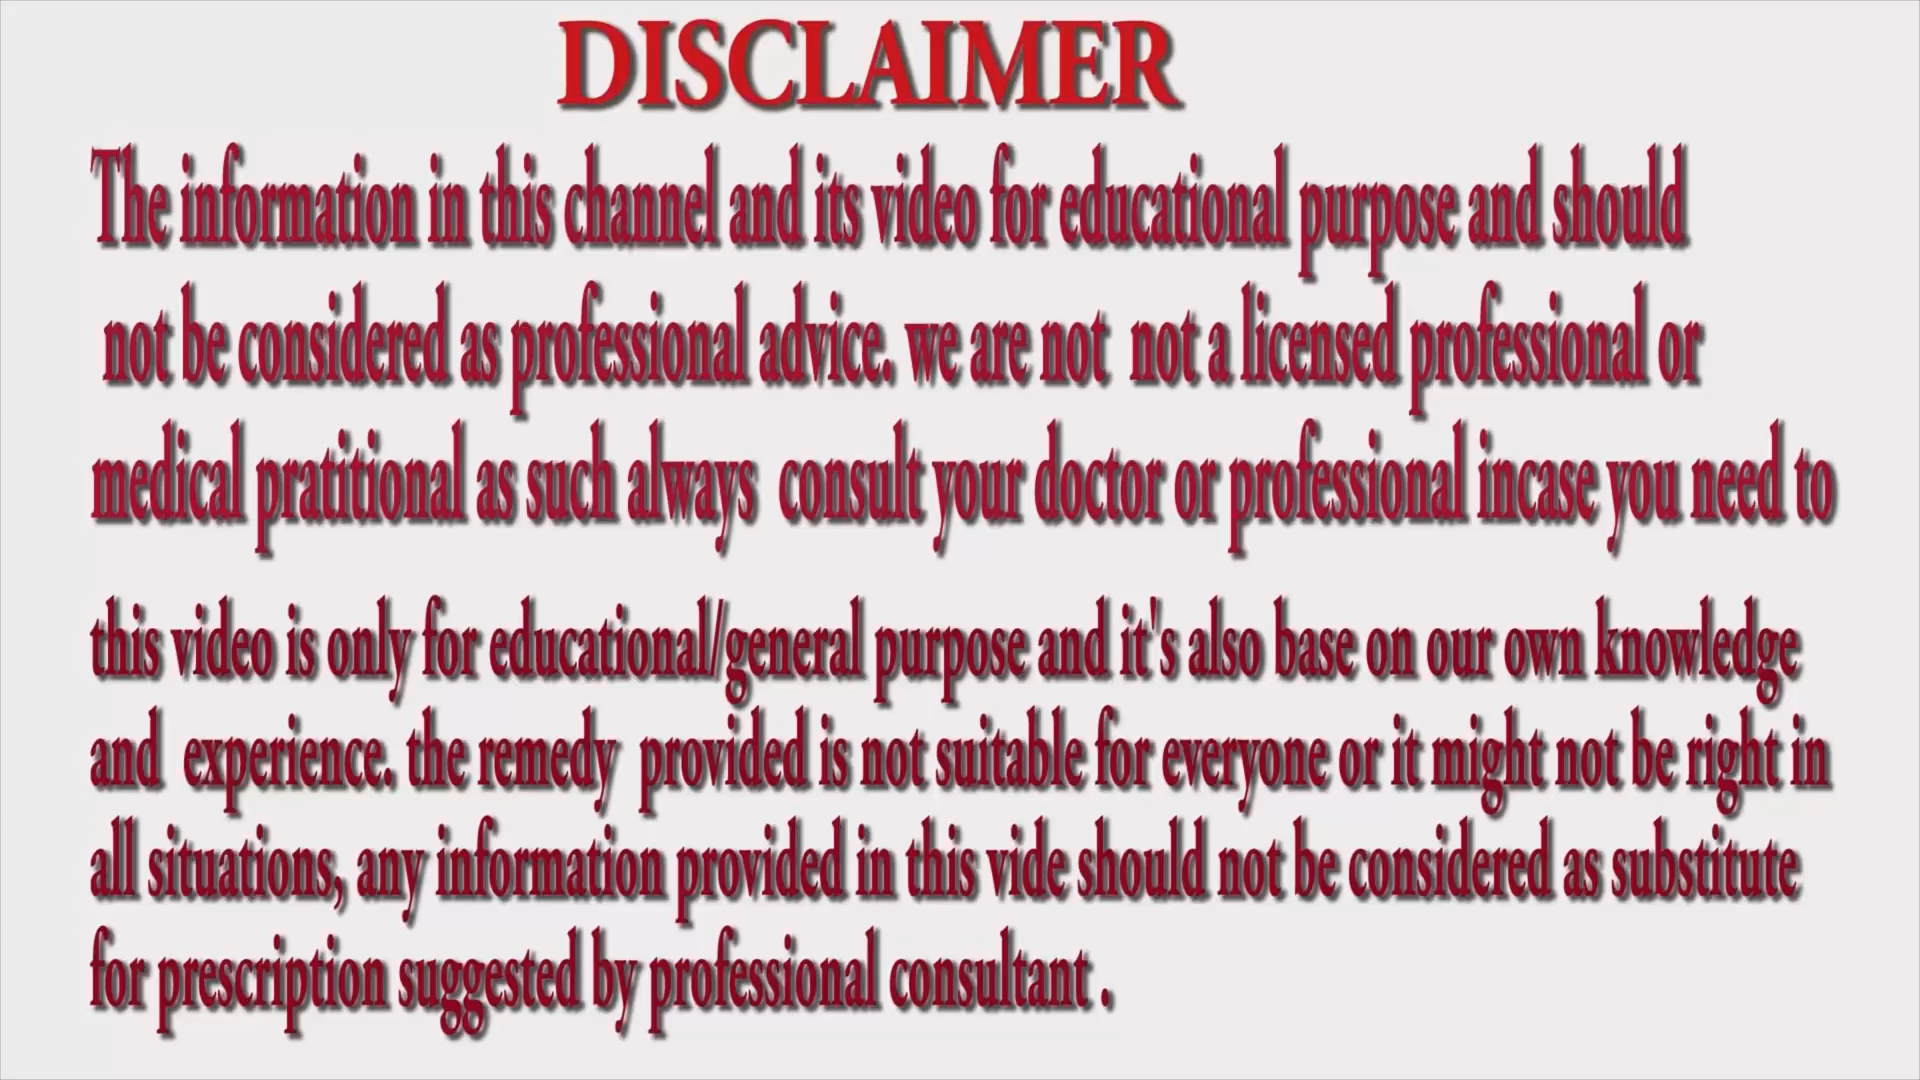 DISCLAIMER
The information in this channel and its video for educational purpose and should
not be considered as professional advice. we are not not a licensed professional or
medical pratitional as such always consult your doctor or professional incase you need to
this video is only for educational/general purpose and it's also base on our own knowledge
and experience. the remedy provided is not suitable for everyone or it might not be right in
all situations, any information provided in this vide should not be considered as substitute
for prescription suggested by professional consultant .